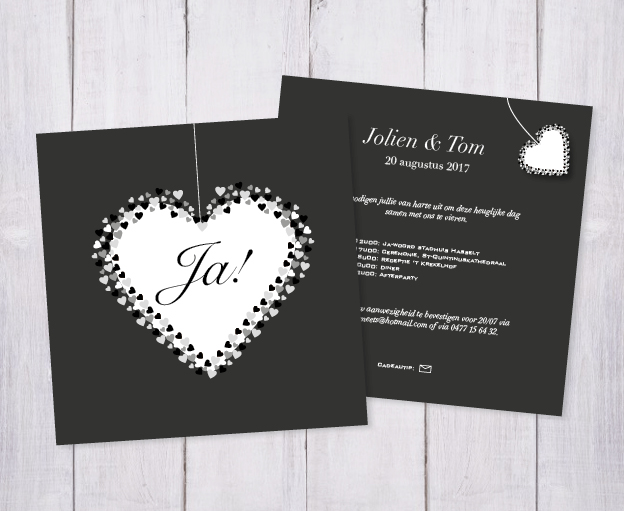 Ja!
Jolien & Tom
20 augustus 2017
jullie van harte uit om deze heuglijke dag
samen met ons te vieren.
Ja-woord stadhuis Hasselt
Ceremonie, St-Quintinuskathedraal
Receptie 't Krekelhof
Diner
Afterparty
aanwezigheid te bevestigen voor 20/07 via
@hotmail.com of via 0477 15 64 32.
Cadeautip: